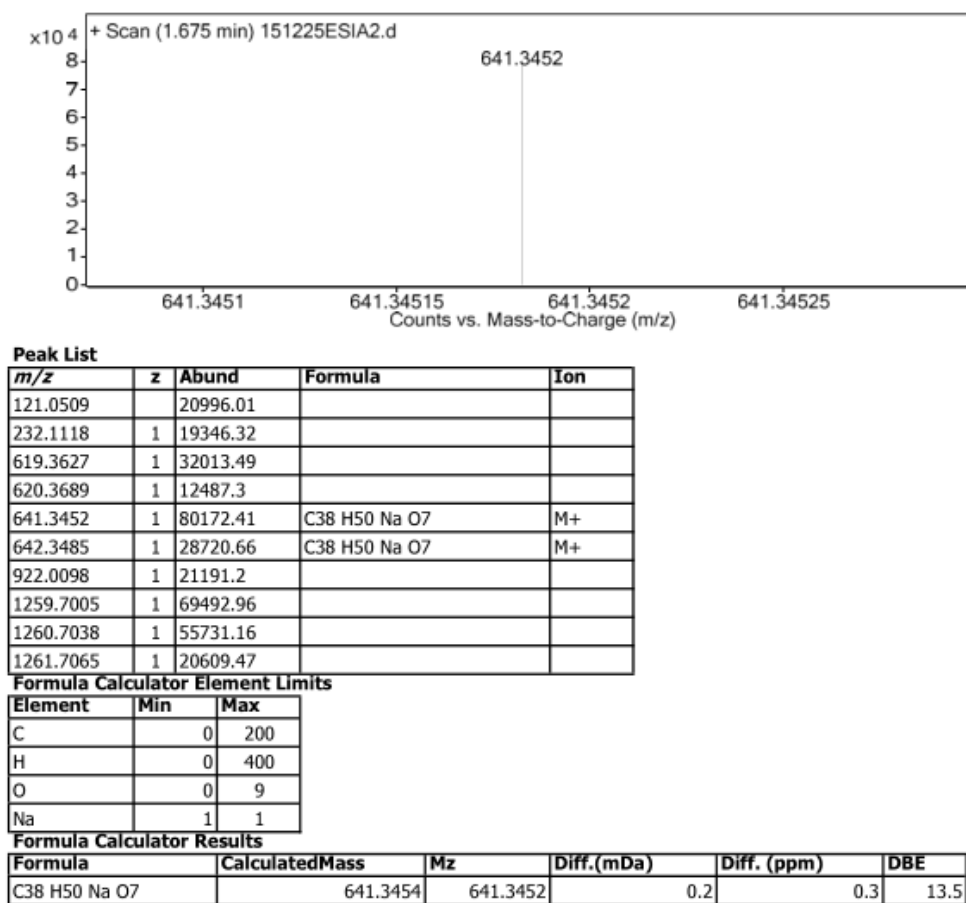 x10 4 + Scan (1.675 min) 151225ESIA2.d
641.3452
8
7
6
5
4
3
2
1
0
641.3451 641.34515 641.3452 641.34525
Counts vs. Mass-to-Charge (m/z)
Peak List
m/z z Abund Formula Ion
121.0509 20996.01
232.1118 1 19346.32
619.3627 1 32013.49
620.3689 1 12487.3
641.3452 1 80172.41 C38 H50 Na O7 M+
642.3485 1 28720.66 C38 H50 Na O7 M+
922.0098 1 21191.2
1259.7005 1 69492.96
1260.7038 1 55731.16
1261.7065 1 20609.47
Formula Calculator Element Limits
Element Min Max
C 0 200
H 0 400
O 0 9
Na 1 1
Formula Calculator Results
Formula CalculatedMass Mz Diff.(mDa) Diff. (ppm) DBE
C38 H50 Na O7 641.3454 641.3452 0.2 0.3 13.5